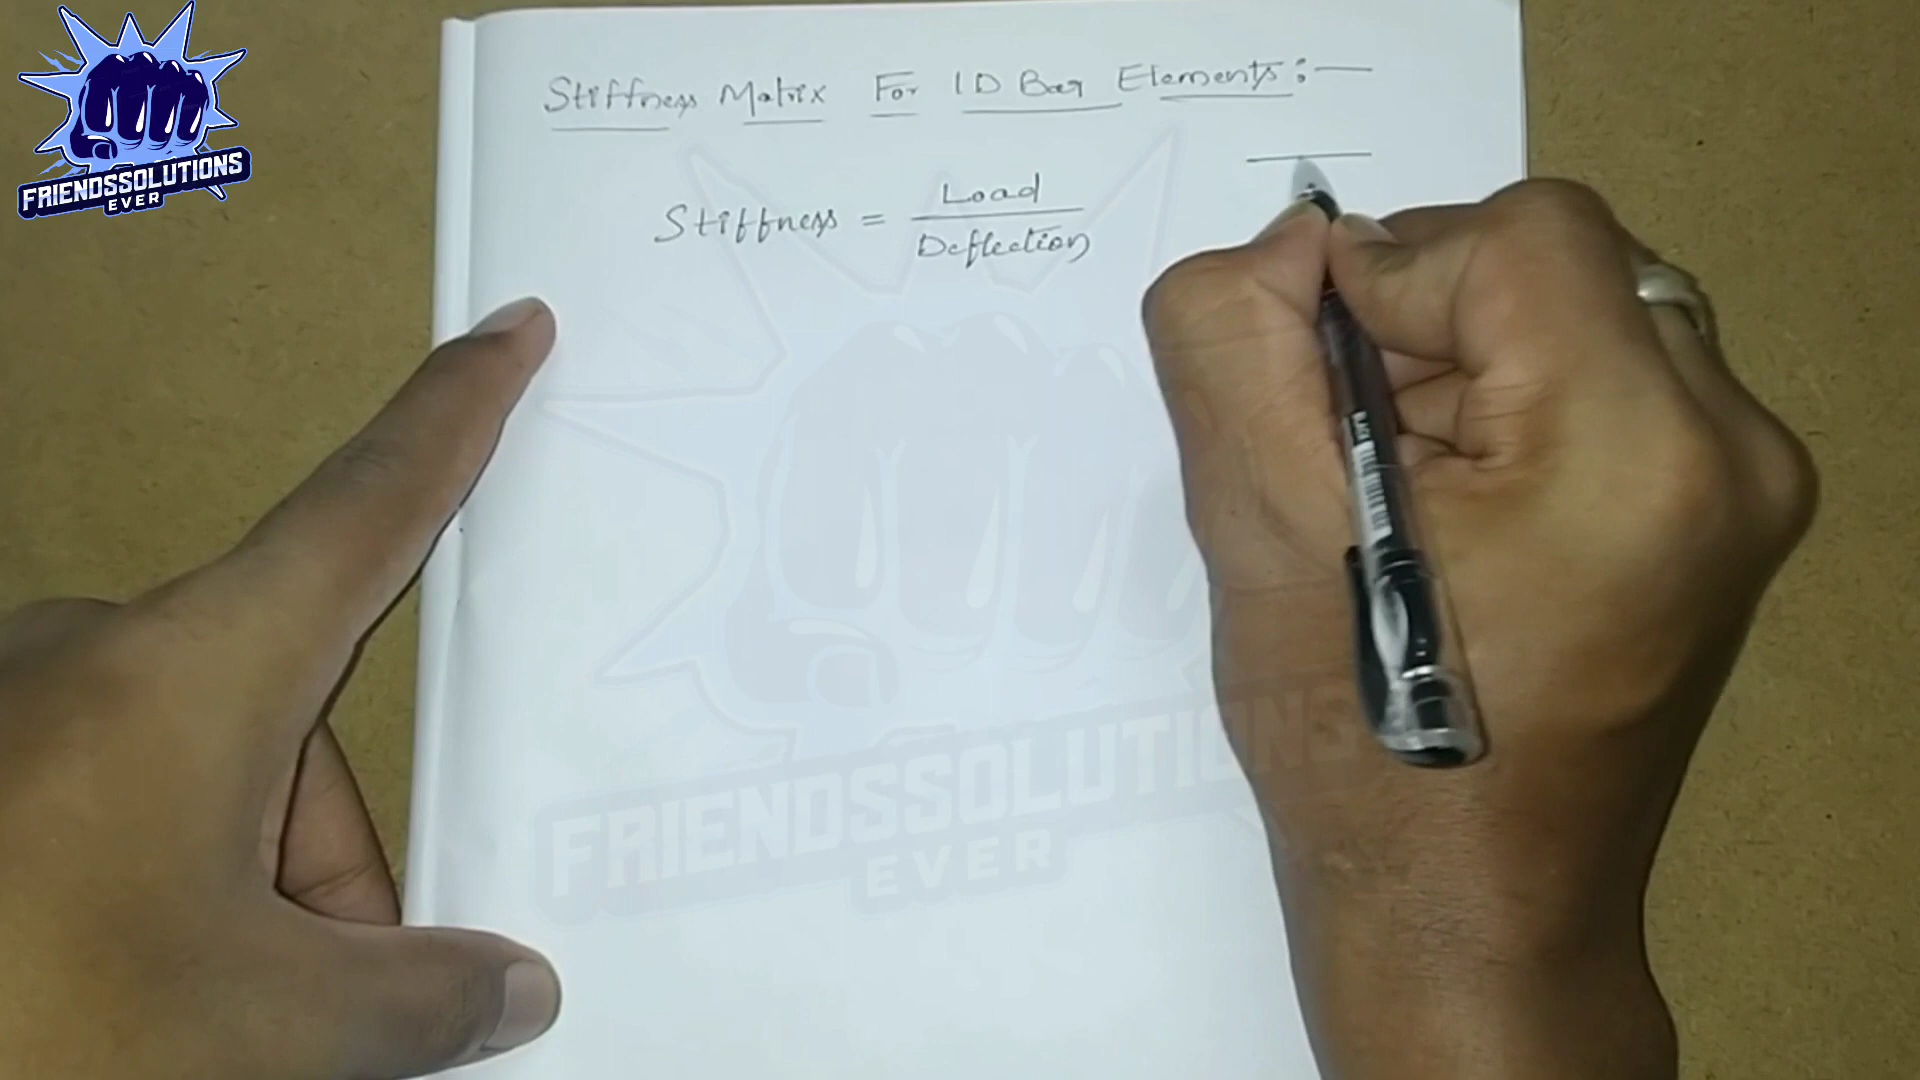 FRIENDSSOLUTIONS
EVER
Stiffness Matrix For 1D Bar Elements:—
Stiffness = Load
Deflection
BLACK
FRIENDSSOLUTIONS
EVER